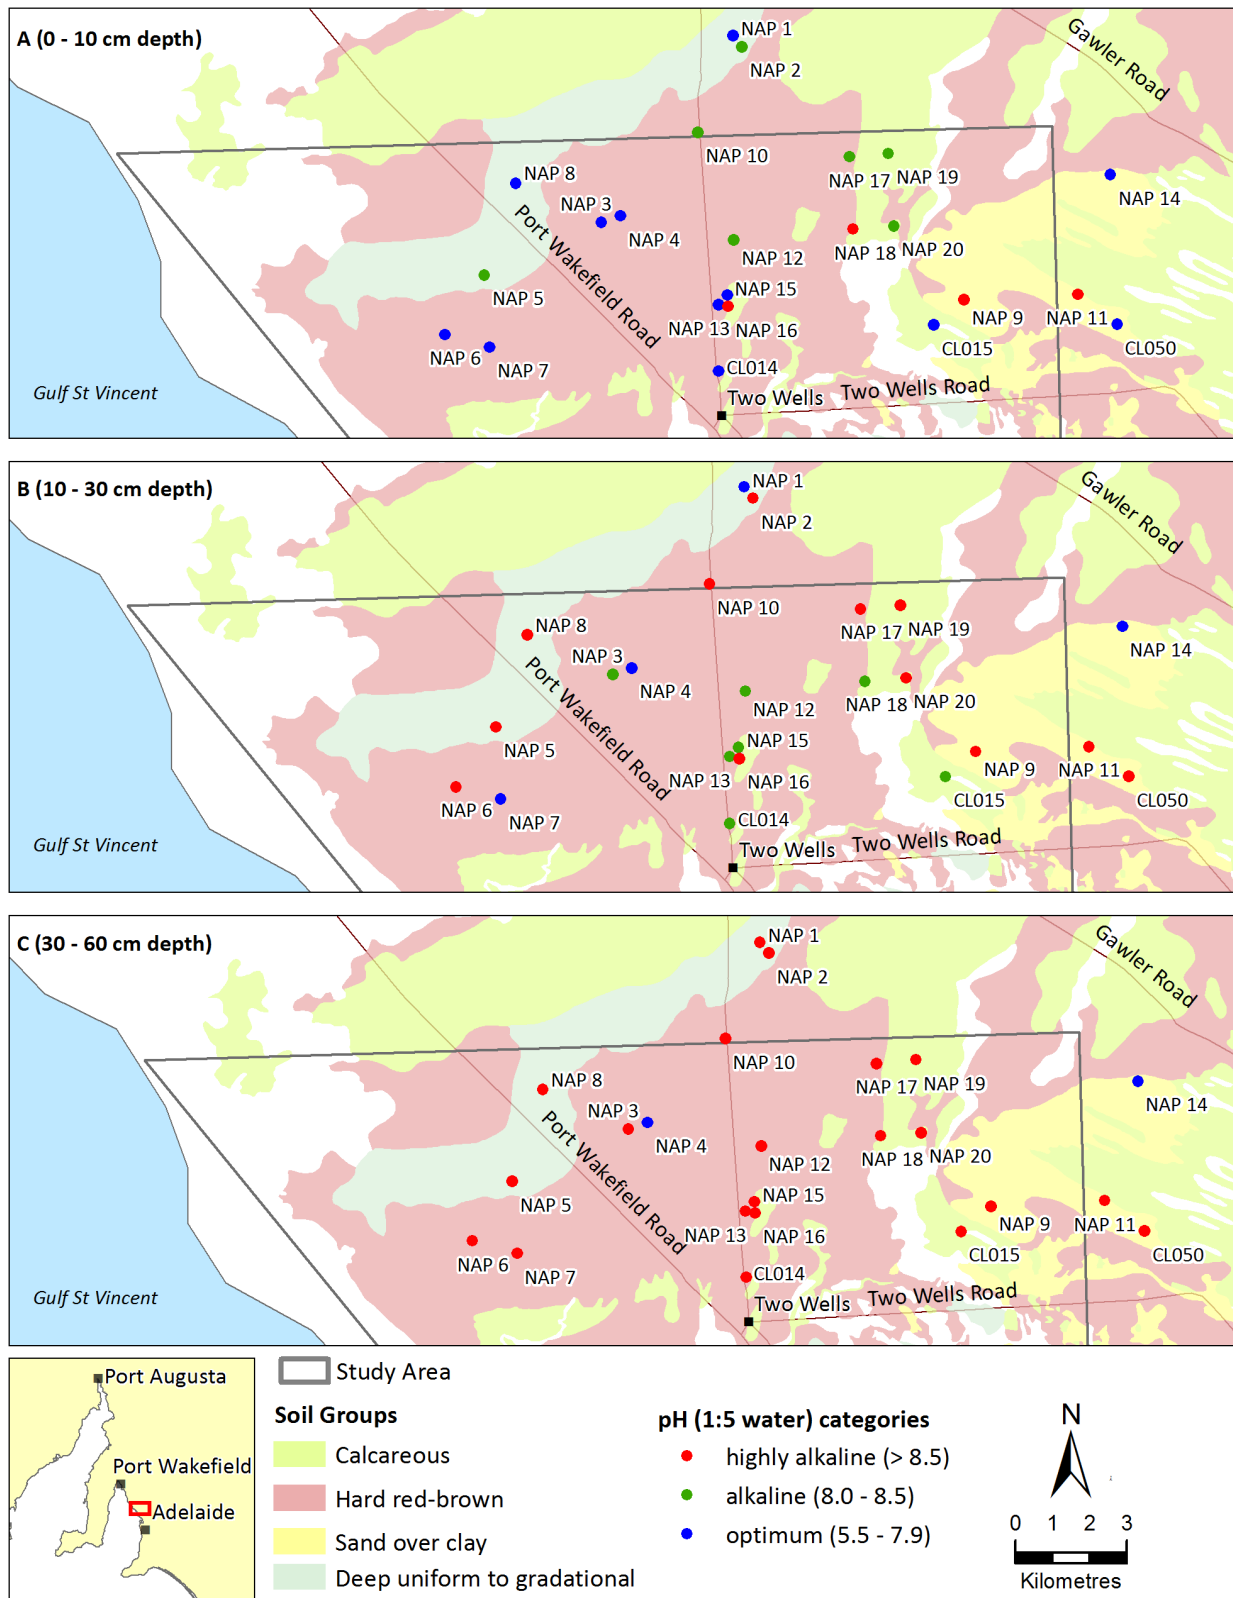 A (0 - 10 cm depth)
NAP 1
NAP 2
Gawler Road
NAP 10
NAP 8
NAP 17
NAP 19
NAP 14
NAP 3
NAP 4
Port Wakefield Road
NAP 12
NAP 18
NAP 20
NAP 5
NAP 15
NAP 13
NAP 16
NAP 9
NAP 11
CL015
CL050
NAP 6
NAP 7
CL014
Gulf St Vincent
Two Wells
Two Wells Road
B (10 - 30 cm depth)
NAP 1
NAP 2
Gawler Road
NAP 10
NAP 8
NAP 17
NAP 19
NAP 14
NAP 3
NAP 4
Port Wakefield Road
NAP 12
NAP 18
NAP 20
NAP 5
NAP 15
NAP 13
NAP 16
NAP 9
NAP 11
CL015
CL050
NAP 6
NAP 7
CL014
Gulf St Vincent
Two Wells
Two Wells Road
C (30 - 60 cm depth)
NAP 1
NAP 2
Gawler Road
NAP 10
NAP 8
NAP 17
NAP 19
NAP 14
NAP 3
NAP 4
Port Wakefield Road
NAP 12
NAP 18
NAP 20
NAP 5
NAP 15
NAP 13
NAP 16
NAP 9
NAP 11
CL015
CL050
NAP 6
NAP 7
CL014
Gulf St Vincent
Two Wells
Two Wells Road
Port Augusta
Port Wakefield
Adelaide
Study Area
Soil Groups
Calcareous
Hard red-brown
Sand over clay
Deep uniform to gradational
pH (1:5 water) categories
highly alkaline (> 8.5)
alkaline (8.0 - 8.5)
optimum (5.5 - 7.9)
N
0 1 2 3
Kilometres